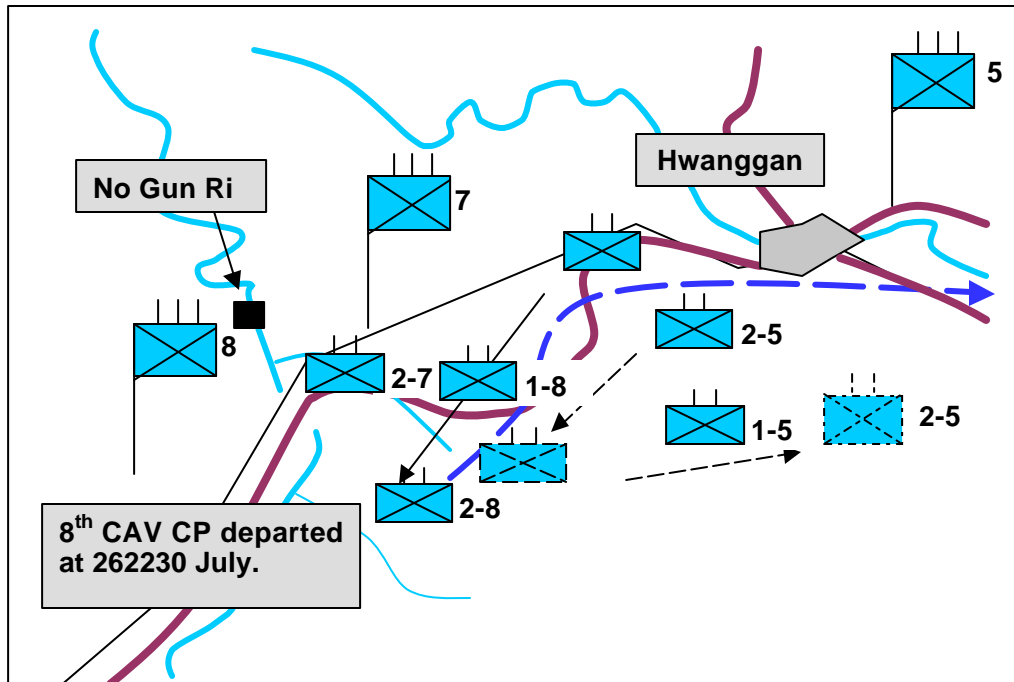 5
Hwanggan
No Gun Ri
7
8
2-5
2-7
1-8
2-5
1-5
2-8
8th CAV CP departed
at 262230 July.